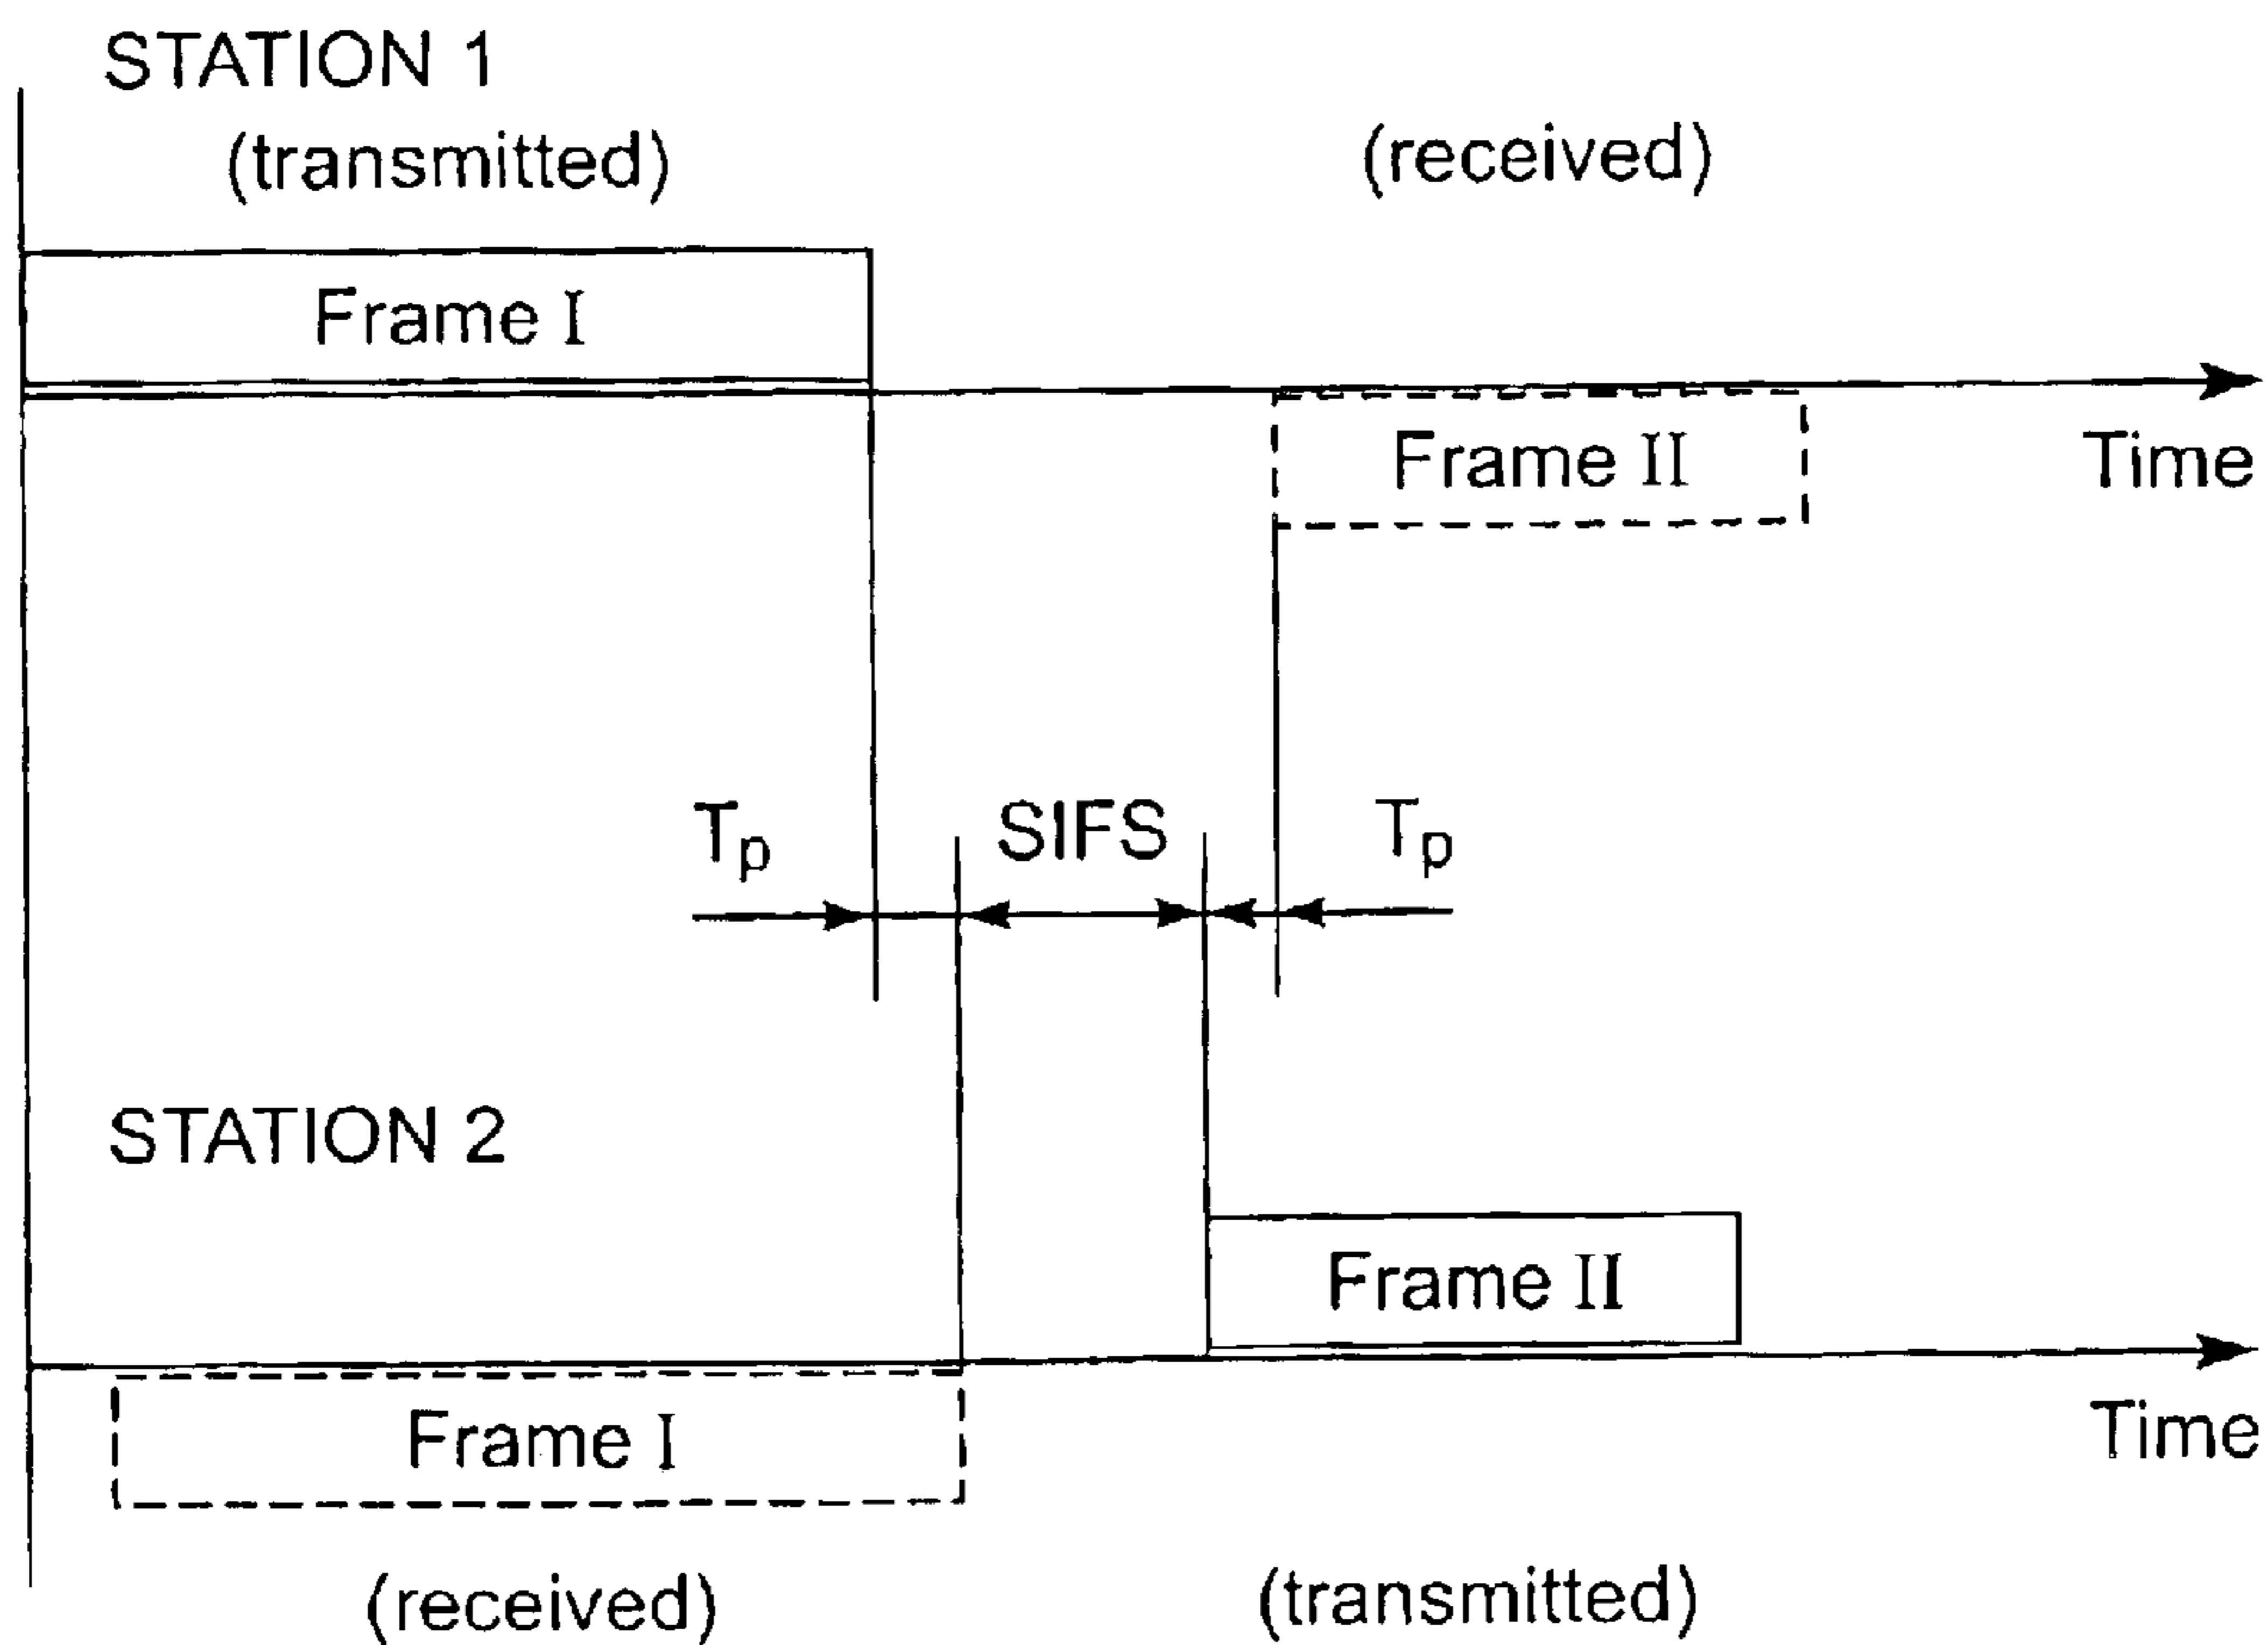 STATION 1
(transmitted)
(received)
Frame I
Frame II
Time
Tp
SIFS
Tp
STATION 2
Frame II
Frame I
Time
(received)
(transmitted)